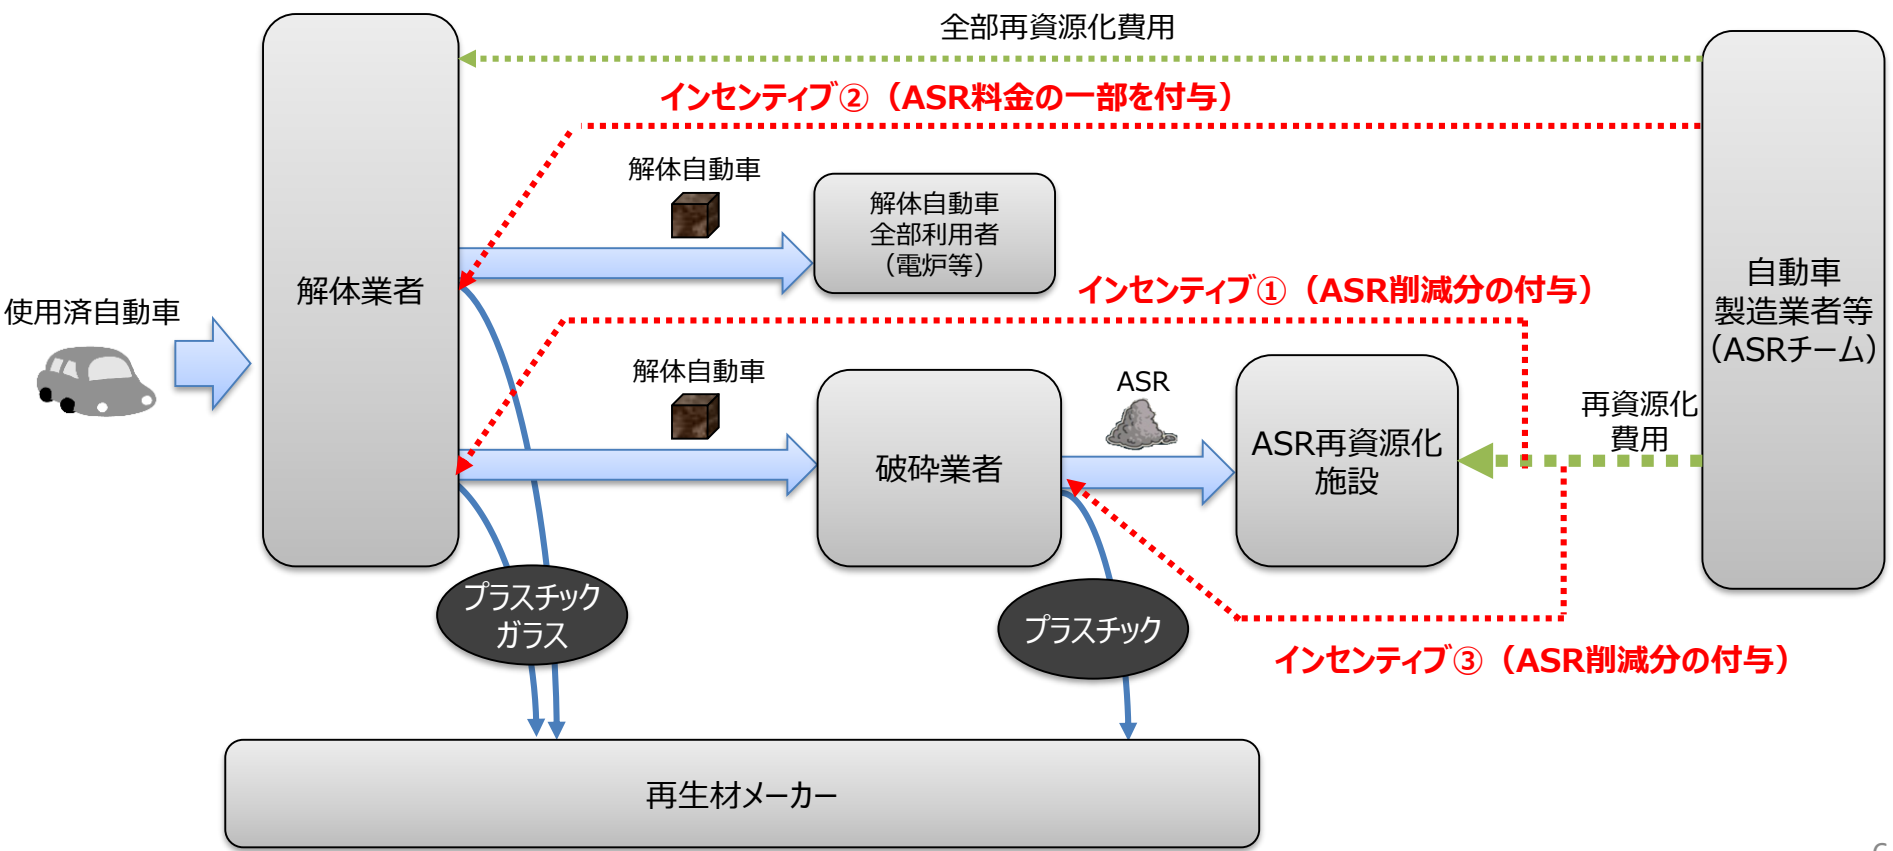 全部再資源化費用
インセンティブ②（ASR料金の一部を付与）
解体自動車
解体自動車
全部利用者
（電炉等）
解体業者
使用済自動車
インセンティブ①（ASR削減分の付与）
自動車
製造業者等
（ASRチーム）
解体自動車
ASR
破砕業者
ASR再資源化
施設
再資源化
費用
プラスチック
ガラス
プラスチック
インセンティブ③（ASR削減分の付与）
再生材メーカー